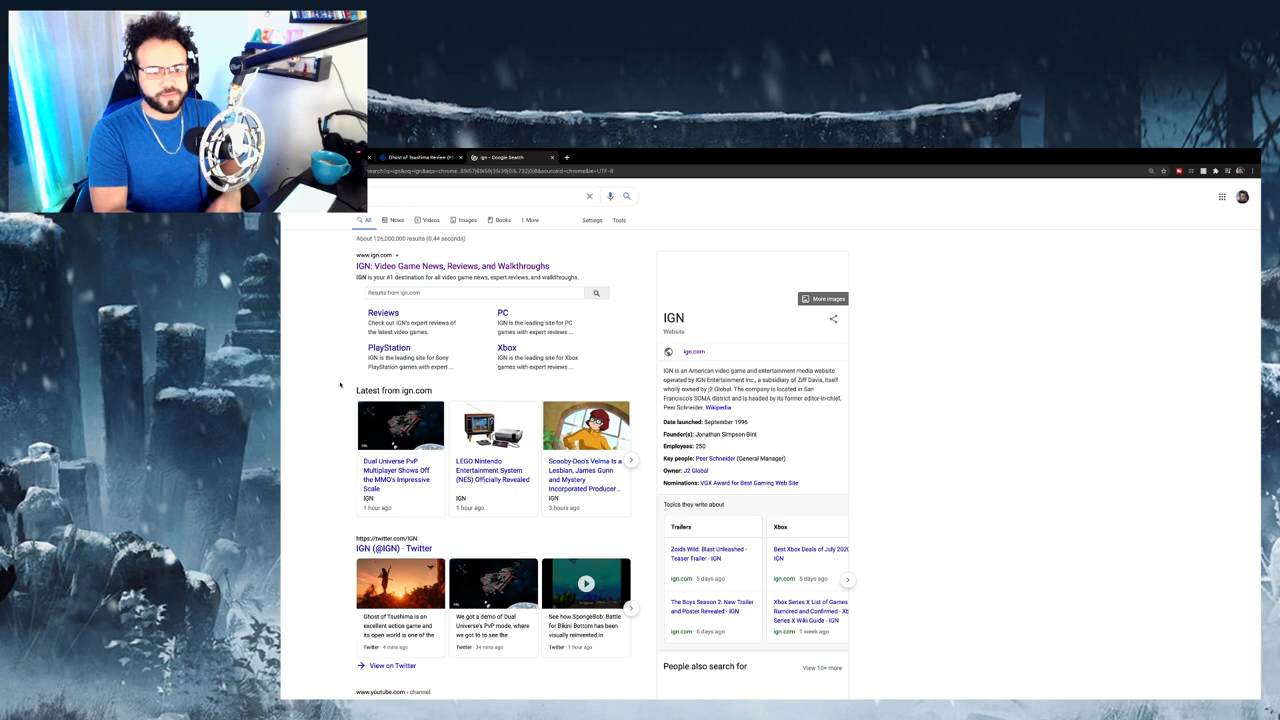 Ghost of Tsushima Review (P
ign - Google Search
All
News
Videos
Images
Books
More
Settings
Tools
About 126,000,000 results (0.44 seconds)
www.ign.com
IGN: Video Game News, Reviews, and Walkthroughs
IGN is your #1 destination for all video game news, expert reviews, and walkthroughs.
Results from ign.com
Reviews
Check out IGN's expert reviews of
the latest video games.
PC
IGN is the leading site for PC
games with expert reviews ...
PlayStation
IGN is the leading site for Sony
PlayStation games with expert ...
Xbox
IGN is the leading site for Xbox
games with expert reviews ...
Latest from ign.com
Dual Universe PvP
Multiplayer Shows Off
the MMO's Impressive
Scale
IGN
1 hour ago
LEGO Nintendo
Entertainment System
(NES) Officially Revealed
IGN
1 hour ago
Scooby-Doo's Velma Is a
Lesbian, James Gunn
and Mystery
Incorporated Producer...
IGN
3 hours ago
https://twitter.com/IGN
IGN (@IGN) · Twitter
Ghost of Tsushima is an
excellent action game and
its open world is one of the
Twitter · 4 mins ago
We got a demo of Dual
Universe's PvP mode, where
we got to to see the
Twitter · 34 mins ago
See how SpongeBob: Battle
for Bikini Bottom has been
visually reinvented in
Twitter · 1 hour ago
View on Twitter
www.youtube.com › channel
More images
IGN
Website
ign.com
IGN is an American video game and entertainment media website
operated by IGN Entertainment Inc., a subsidiary of Ziff Davis, itself
wholly owned by j2 Global. The company is located in San
Francisco's SOMA district and is headed by its former editor-in-chief,
Peer Schneider. Wikipedia
Date launched: September 1996
Founder(s): Jonathan Simpson-Bint
Employees: 250
Key people: Peer Schneider (General Manager)
Owner: J2 Global
Nominations: VGX Award for Best Gaming Web Site
Topics they write about
Trailers
Zoids Wild: Blast Unleashed -
Teaser Trailer - IGN
ign.com 5 days ago
The Boys Season 2: New Trailer
and Poster Revealed - IGN
ign.com 6 days ago
Xbox
Best Xbox Deals of July 2020
IGN
ign.com 5 days ago
Xbox Series X List of Games
Rumored and Confirmed - Xb
Series X Wiki Guide - IGN
ign.com 1 week ago
People also search for
View 10+ more